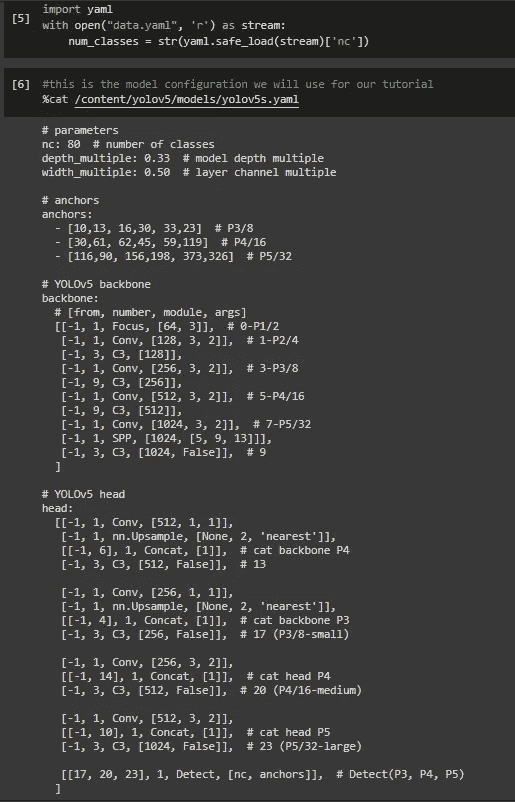 [5] import yaml
with open("data.yaml", 'r') as stream:
    num_classes = str(yaml.safe_load(stream)['nc'])
[6] #this is the model configuration we will use for our tutorial
%cat /content/yolov5/models/yolov5s.yaml
# parameters
nc: 80  # number of classes
depth_multiple: 0.33  # model depth multiple
width_multiple: 0.50  # layer channel multiple
# anchors
anchors:
  - [10,13, 16,30, 33,23]  # P3/8
  - [30,61, 62,45, 59,119]  # P4/16
  - [116,90, 156,198, 373,326]  # P5/32
# YOLOv5 backbone
backbone:
  # [from, number, module, args]
  [[-1, 1, Focus, [64, 3]],  # 0-P1/2
   [-1, 1, Conv, [128, 3, 2]],  # 1-P2/4
   [-1, 3, C3, [128]],
   [-1, 1, Conv, [256, 3, 2]],  # 3-P3/8
   [-1, 9, C3, [256]],
   [-1, 1, Conv, [512, 3, 2]],  # 5-P4/16
   [-1, 9, C3, [512]],
   [-1, 1, Conv, [1024, 3, 2]],  # 7-P5/32
   [-1, 1, SPP, [1024, [5, 9, 13]]],
   [-1, 3, C3, [1024, False]],  # 9
  ]
# YOLOv5 head
head:
  [[-1, 1, Conv, [512, 1, 1]],
   [-1, 1, nn.Upsample, [None, 2, 'nearest']],
   [[-1, 6], 1, Concat, [1]],  # cat backbone P4
   [-1, 3, C3, [512, False]],  # 13
   [-1, 1, Conv, [256, 1, 1]],
   [-1, 1, nn.Upsample, [None, 2, 'nearest']],
   [[-1, 4], 1, Concat, [1]],  # cat backbone P3
   [-1, 3, C3, [256, False]],  # 17 (P3/8-small)
   [-1, 1, Conv, [256, 3, 2]],
   [[-1, 14], 1, Concat, [1]],  # cat head P4
   [-1, 3, C3, [512, False]],  # 20 (P4/16-medium)
   [-1, 1, Conv, [512, 3, 2]],
   [[-1, 10], 1, Concat, [1]],  # cat head P5
   [-1, 3, C3, [1024, False]],  # 23 (P5/32-large)
   [[17, 20, 23], 1, Detect, [nc, anchors]],  # Detect(P3, P4, P5)
  ]